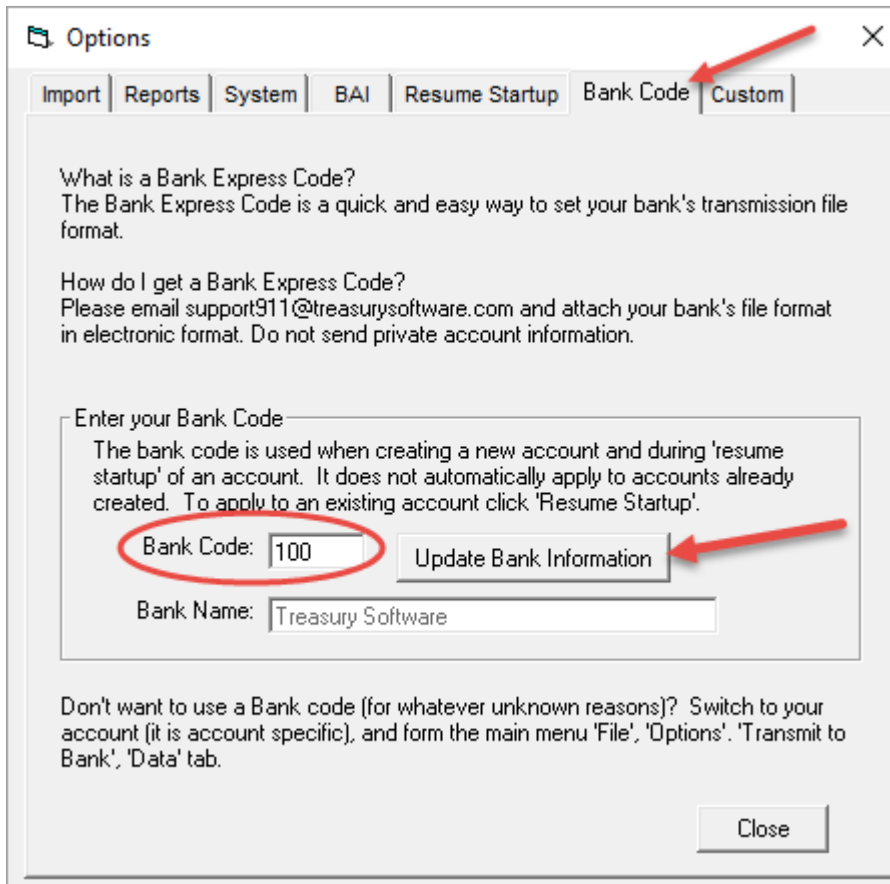 Options
Import Reports System BAI Resume Startup Bank Code Custom
What is a Bank Express Code?
The Bank Express Code is a quick and easy way to set your bank's transmission file
format.
How do I get a Bank Express Code?
Please email support911@treasurysoftware.com and attach your bank's file format
in electronic format. Do not send private account information.
Enter your Bank Code
The bank code is used when creating a new account and during 'resume
startup' of an account.  It does not automatically apply to accounts already
created.  To apply to an existing account click 'Resume Startup'.
Bank Code: 100 Update Bank Information
Bank Name: Treasury Software
Don't want to use a Bank code (for whatever unknown reasons)?  Switch to your
account (it is account specific), and form the main menu 'File', 'Options'. 'Transmit to
Bank', 'Data' tab.
Close